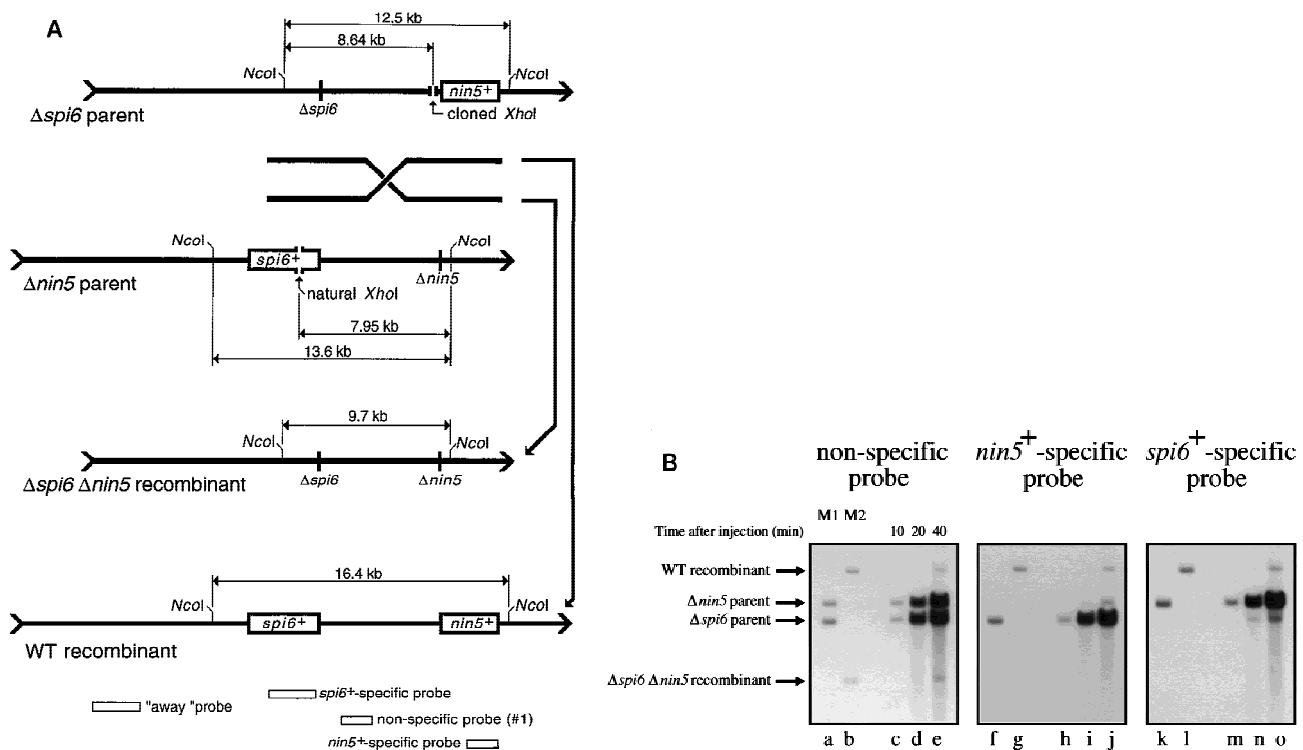 A
12.5 kb
8.64 kb
NcoI
NcoI
nin5+
Δspi6
cloned XhoI
Δspi6 parent
NcoI
NcoI
spi6+
Δnin5
Δnin5 parent
natural XhoI
7.95 kb
13.6 kb
9.7 kb
NcoI
NcoI
Δspi6
Δnin5
Δspi6 Δnin5 recombinant
16.4 kb
NcoI
NcoI
spi6+
nin5+
WT recombinant
spi6+-specific probe
"away "probe
non-specific probe (#1)
nin5+-specific probe
B
non-specific probe
nin5+-specific probe
spi6+-specific probe
M1 M2
Time after injection (min) 10 20 40
WT recombinant
Δnin5 parent
Δspi6 parent
Δspi6 Δnin5 recombinant
a b c d e f g h i j k l m n o